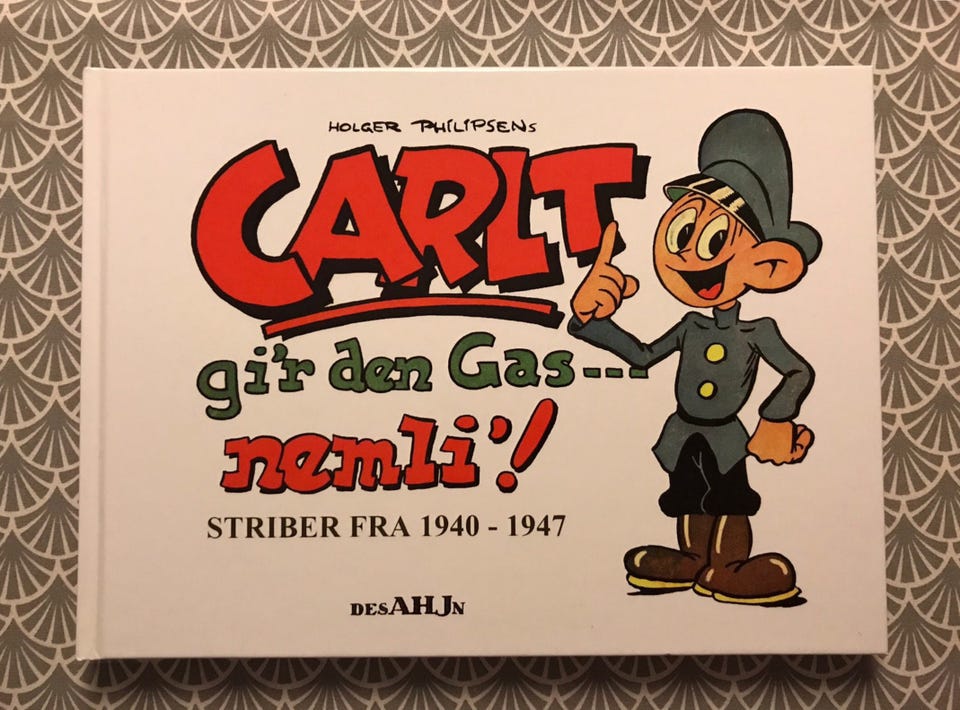 HOLGER PHILIPSENs
CARLT
gi'r den Gas---
nemli'!
STRIBER FRA 1940 - 1947
DESAHJN